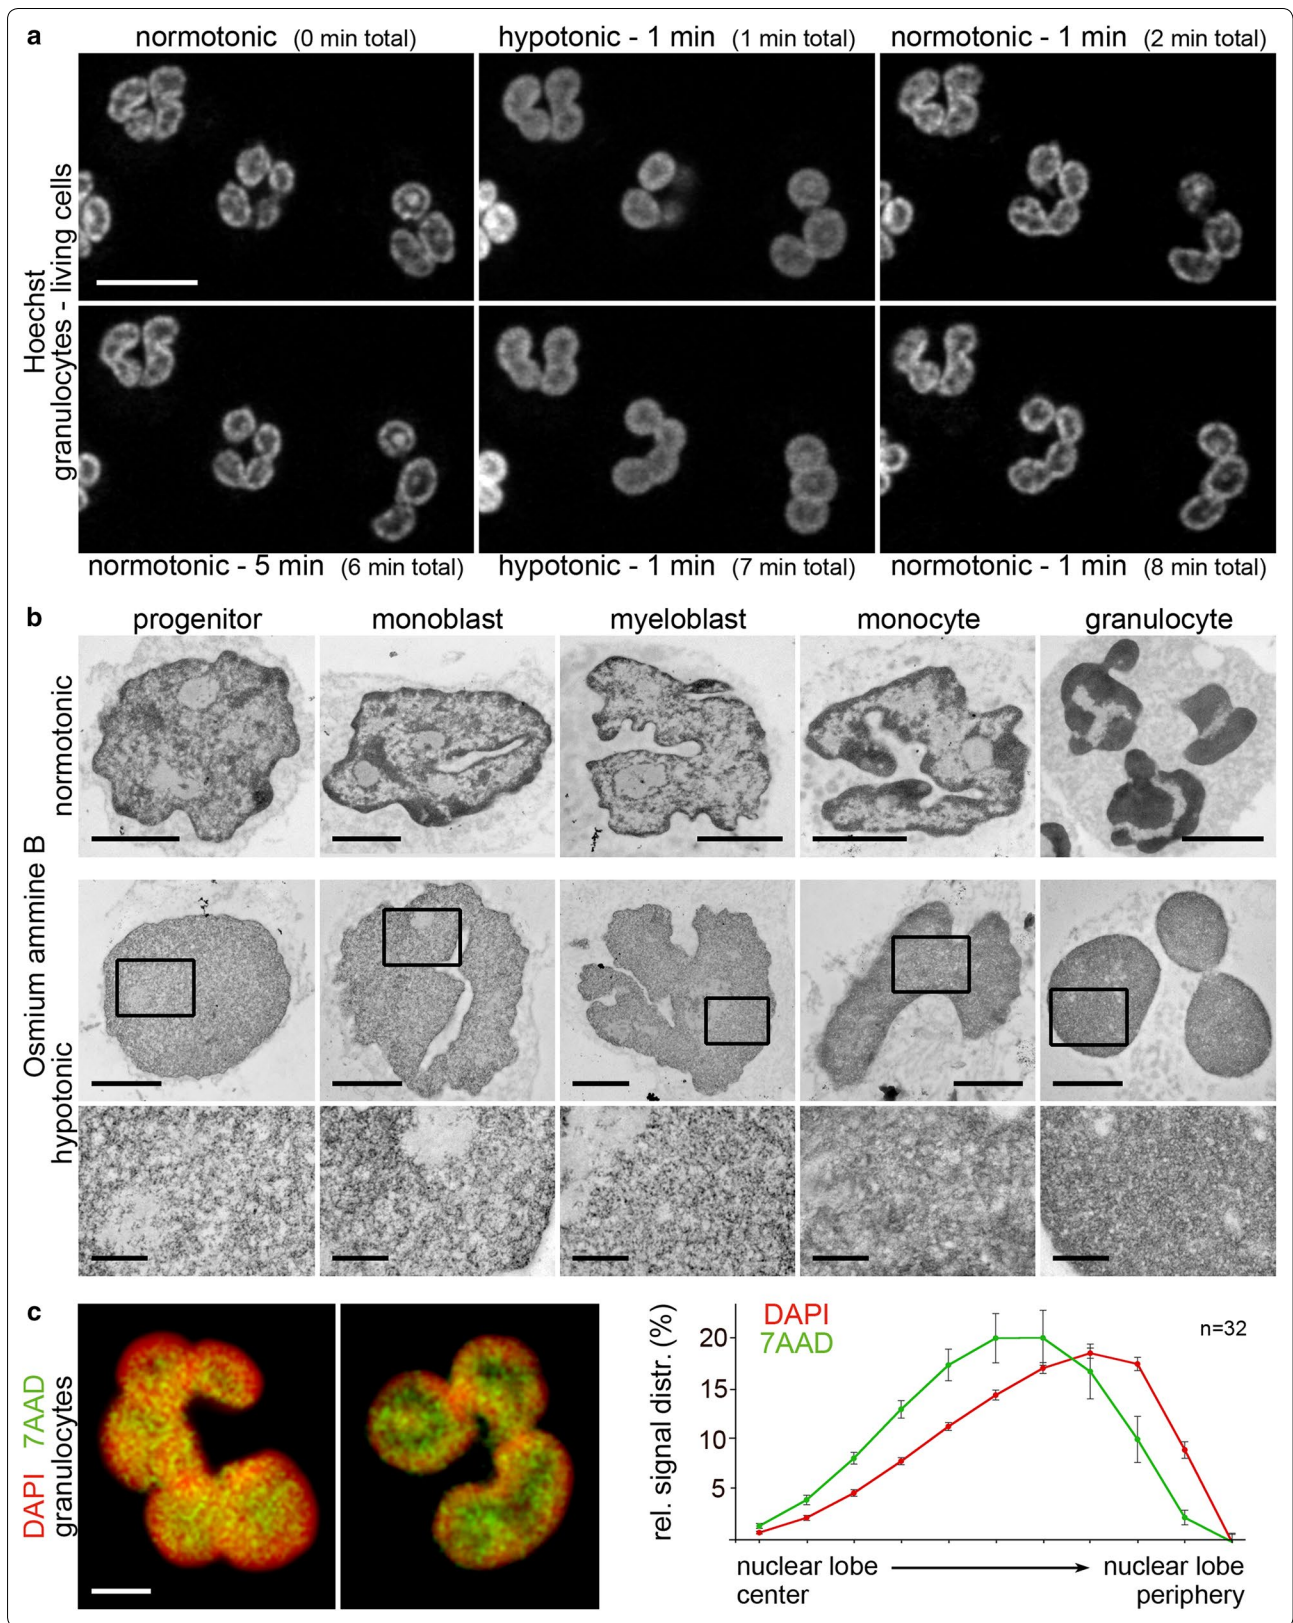 a
normotonic (0 min total)
hypotonic - 1 min (1 min total)
normotonic - 1 min (2 min total)
Hoechst
granulocytes - living cells
normotonic - 5 min (6 min total)
hypotonic - 1 min (7 min total)
normotonic - 1 min (8 min total)
b
progenitor
monoblast
myeloblast
monocyte
granulocyte
Osmium ammine B
normotonic
hypotonic
c
DAPI 7AAD
granulocytes
rel. signal distr. (%)
20
15
10
5
DAPI
7AAD
n=32
nuclear lobe
center
nuclear lobe
periphery